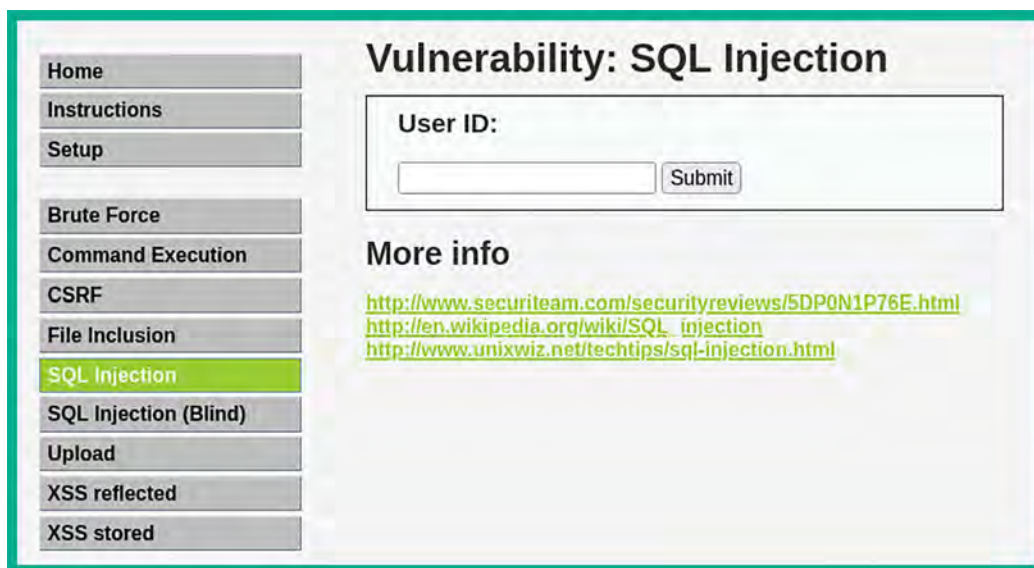 Home
Instructions
Setup
Brute Force
Command Execution
CSRF
File Inclusion
SQL Injection
SQL Injection (Blind)
Upload
XSS reflected
XSS stored
Vulnerability: SQL Injection
User ID:
Submit
More info
http://www.securiteam.com/securityreviews/5DP0N1P76E.html
http://en.wikipedia.org/wiki/SQL_injection
http://www.unixwiz.net/techtips/sql-injection.html